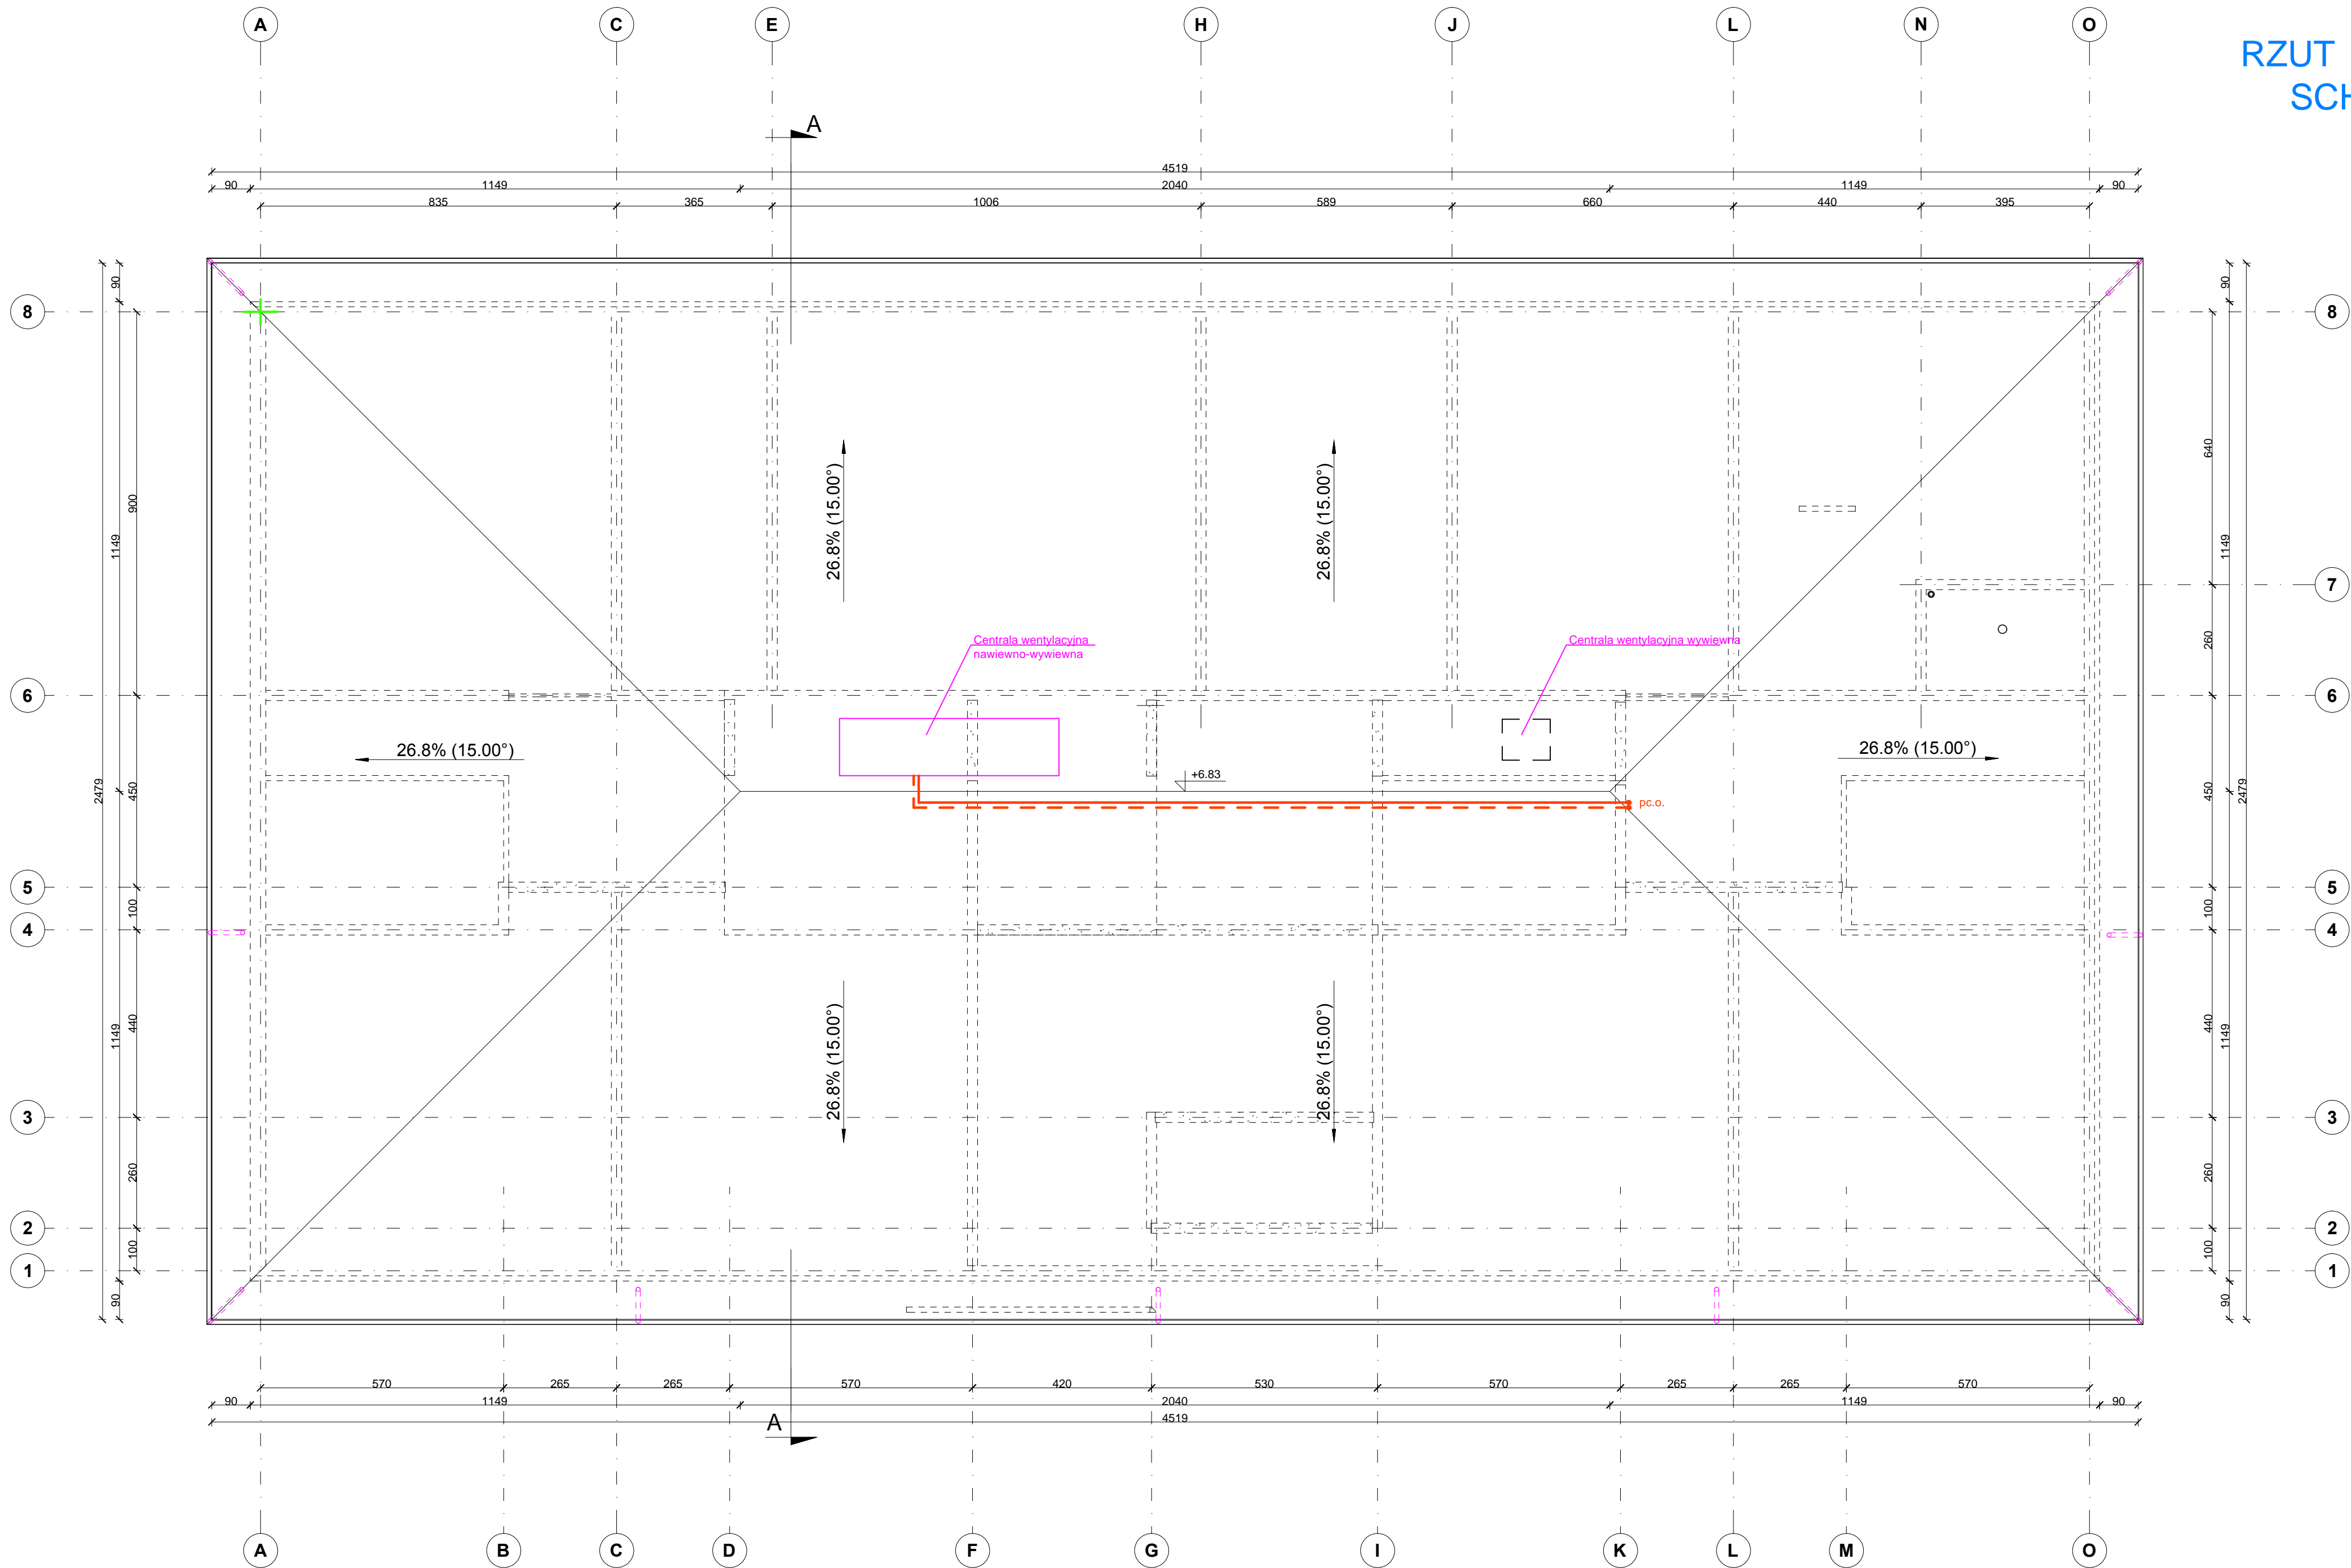 A C E H J L N O
RZUT
SCH
A
4519
90 1149 2040 1149 90
835 365 1006 589 660 440 395
90 90
8 8
640
900
1149 1149
26.8% (15.00°) 26.8% (15.00°)
7
260
Centrala wentylacyjna
nawiewno-wywiewna
Centrala wentylacyjna wywiewna
6 6
26.8% (15.00°) 26.8% (15.00°)
+6.83
2479 450 450 2479
pc.o.
5 5
100 100
4 4
440 440
1149 1149
26.8% (15.00°) 26.8% (15.00°)
3 3
260 260
2 2
100 100
1 1
90 90
570 265 265 570 420 530 570 265 265 570
90 1149 2040 1149 90
4519
A
A B C D F G I K L M O